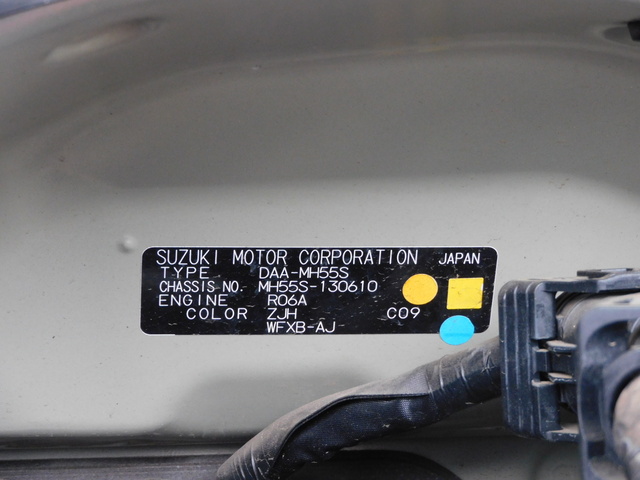 SUZUKI MOTOR CORPORATION JAPAN
TYPE DAA-MH55S
CHASSIS NO. MH55S-130610
ENGINE R06A
COLOR ZJH C09
WFXB-AJ